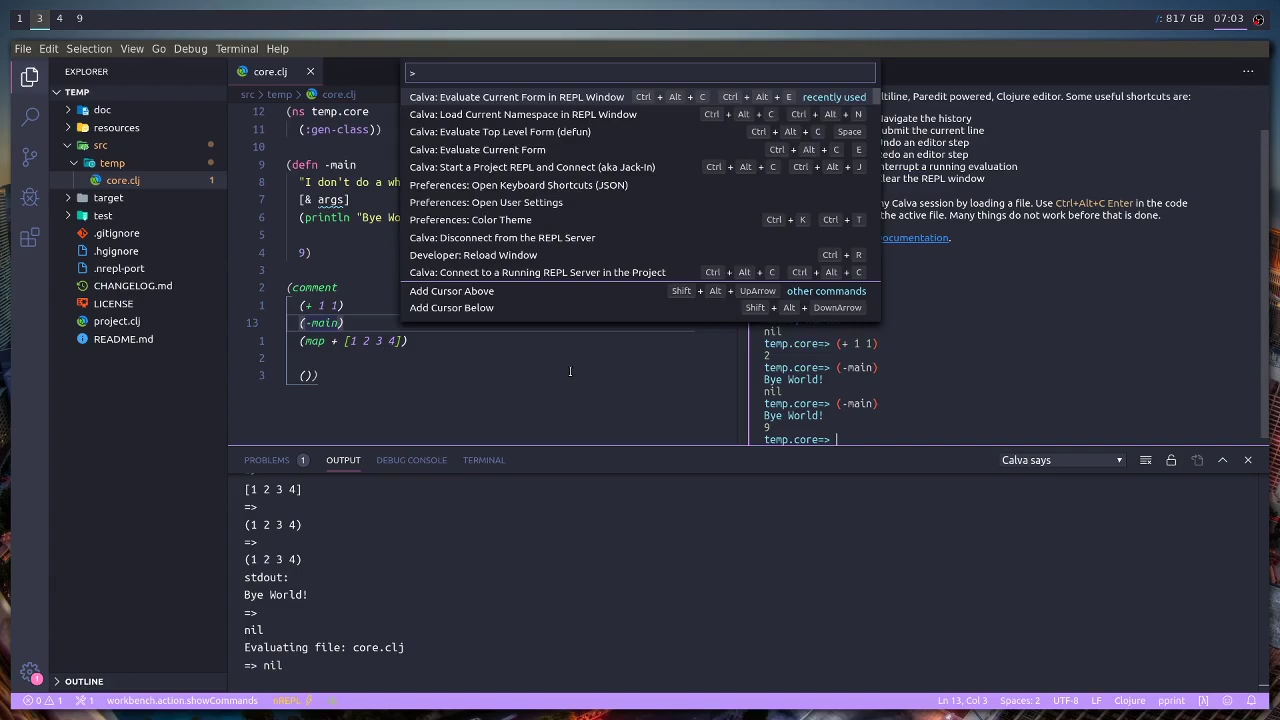 1 3 4 9 /: 817 GB 07:03
File Edit Selection View Go Debug Terminal Help
EXPLORER
TEMP
doc
resources
src
temp
core.clj 1
target
test
.gitignore
.hgignore
.nrepl-port
CHANGELOG.md
LICENSE
project.clj
README.md
OUTLINE
core.clj
src > temp > core.clj
12 (ns temp.core
11 (:gen-class))
10
9 (defn -main
8 "I don't do a wh
7 [& args]
6 (println "Bye Wo
5
4 9)
3
2 (comment
1 (+ 1 1)
13 (-main)
1 (map + [1 2 3 4])
2
3 ())
>
Calva: Evaluate Current Form in REPL Window Ctrl + Alt + C Ctrl + Alt + E recently used
Calva: Load Current Namespace in REPL Window Ctrl + Alt + C Ctrl + Alt + N
Calva: Evaluate Top Level Form (defun) Ctrl + Alt + C Space
Calva: Evaluate Current Form Ctrl + Alt + C E
Calva: Start a Project REPL and Connect (aka Jack-In) Ctrl + Alt + C Ctrl + Alt + J
Preferences: Open Keyboard Shortcuts (JSON)
Preferences: Open User Settings
Preferences: Color Theme Ctrl + K Ctrl + T
Calva: Disconnect from the REPL Server
Developer: Reload Window Ctrl + R
Calva: Connect to a Running REPL Server in the Project Ctrl + Alt + C Ctrl + Alt + C
Add Cursor Above Shift + Alt + UpArrow other commands
Add Cursor Below Shift + Alt + DownArrow
···
ltiline, Paredit powered, Clojure editor. Some useful shortcuts are:
Navigate the history
ubmit the current line
Undo an editor step
Redo an editor step
nterrupt a running evaluation
lear the REPL window
ny Calva session by loading a file. Use Ctrl+Alt+C Enter in the code
the active file. Many things do not work before that is done.
ocumentation.
nil
temp.core=> (+ 1 1)
2
temp.core=> (-main)
Bye World!
nil
temp.core=> (-main)
Bye World!
9
temp.core=>
PROBLEMS 1 OUTPUT DEBUG CONSOLE TERMINAL Calva says
[1 2 3 4]
=>
(1 2 3 4)
=>
(1 2 3 4)
stdout:
Bye World!
=>
nil
Evaluating file: core.clj
=> nil
1
0 1 1 workbench.action.showCommands nREPL Ln 13, Col 3 Spaces: 2 UTF-8 LF Clojure pprint [λ]